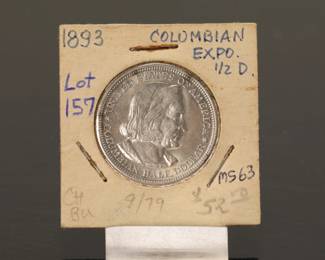 1893 COLUMBIAN
EXPO.
1/2 D.
Lot
157
UNITED STATES OF AMERICA
COLUMBIAN HALF DOLLAR
MS63
CH
BU
9/79
$52.50